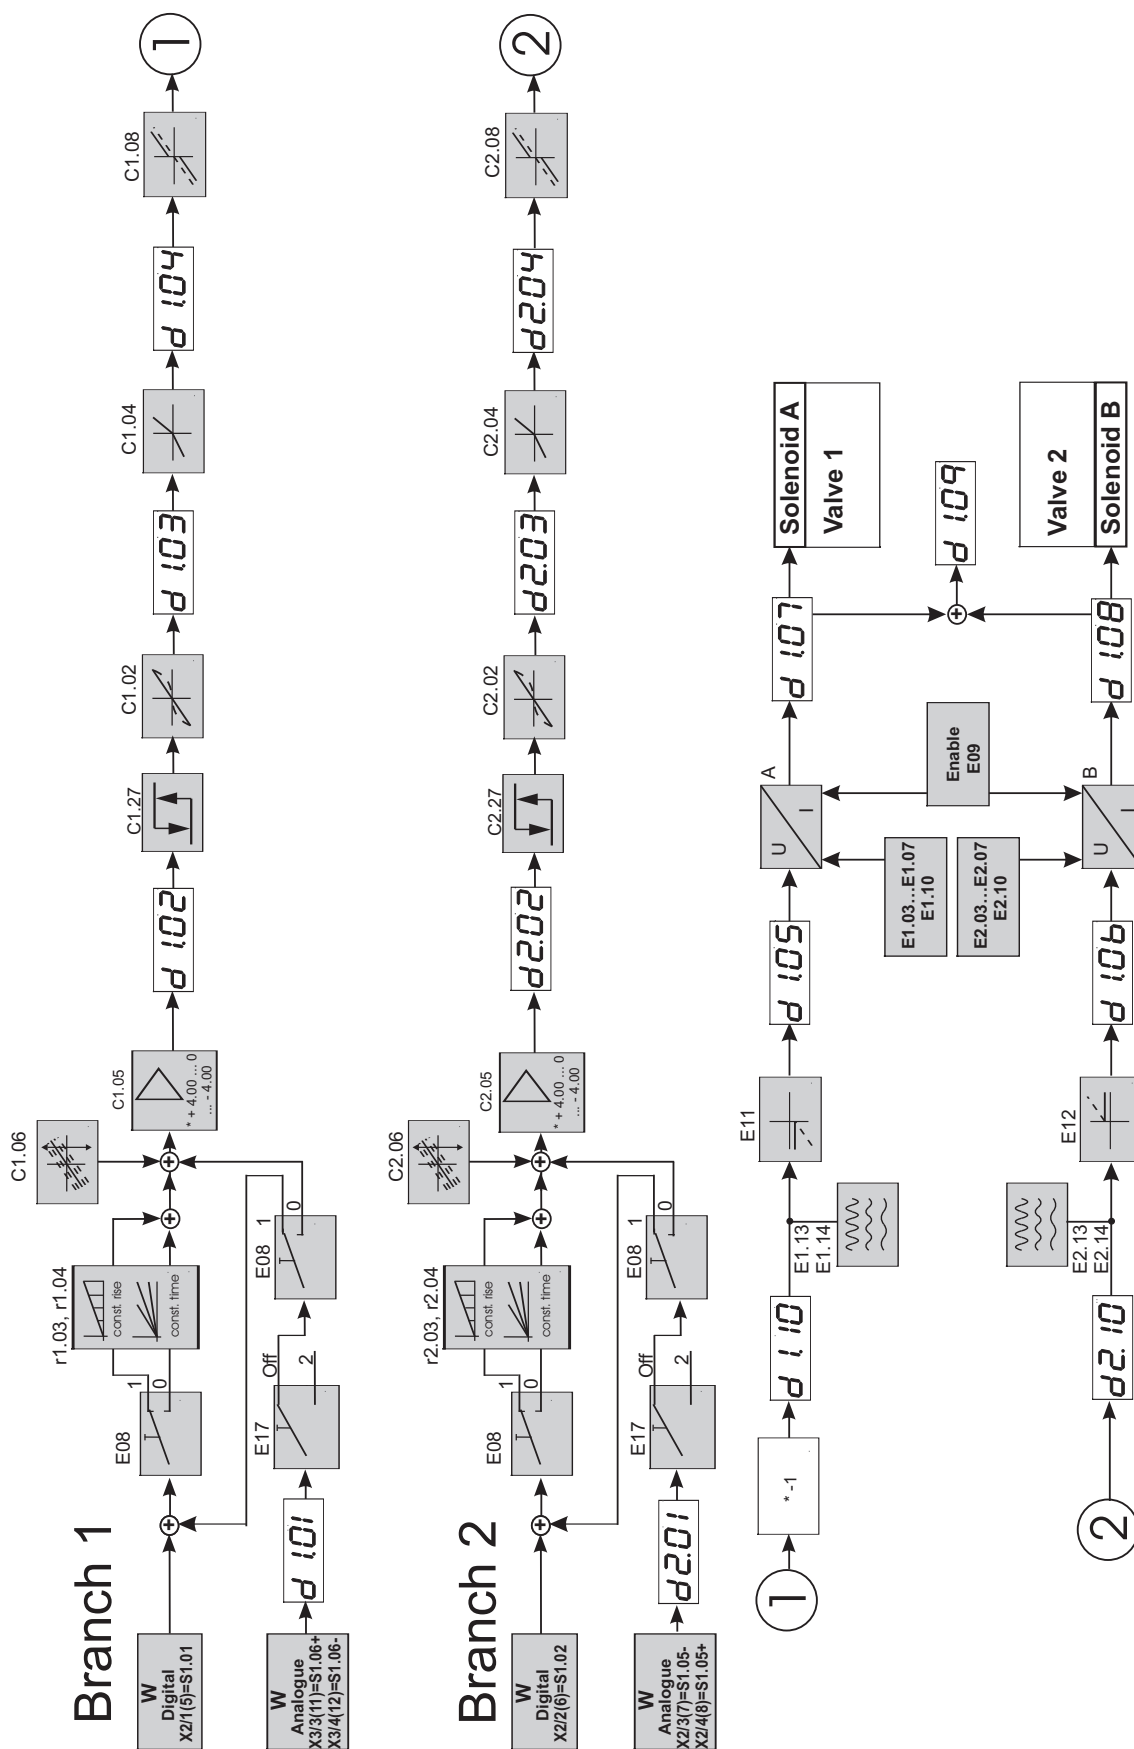 Branch 1
W
Digital
X2/1(5)=S1.01
W
Analogue
X3/3(11)=S1.06+
X3/4(12)=S1.06-
d 1.01
E08
1
0
E17
Off
2
r1.03, r1.04
const. rise
const. time
E08
1
0
C1.06
C1.05
* + 4.00 ... 0
... - 4.00
d 1.02
C1.27
C1.02
d 1.03
C1.04
d 1.04
C1.08
1
Branch 2
W
Digital
X2/2(6)=S1.02
W
Analogue
X2/3(7)=S1.05-
X2/4(8)=S1.05+
d2.01
E08
1
0
E17
Off
2
r2.03, r2.04
const. rise
const. time
E08
1
0
C2.06
C2.05
* + 4.00 ... 0
... - 4.00
d2.02
C2.27
C2.02
d2.03
C2.04
d2.04
C2.08
2
1
* -1
d 1.10
E1.13
E1.14
E11
d 1.05
U
I
A
E1.03...E1.07
E1.10
E2.03...E2.07
E2.10
Enable
E09
d 1.07
Solenoid A
Valve 1
d 1.09
2
d2.10
E2.13
E2.14
E12
d 1.06
U
I
B
d 1.08
Valve 2
Solenoid B